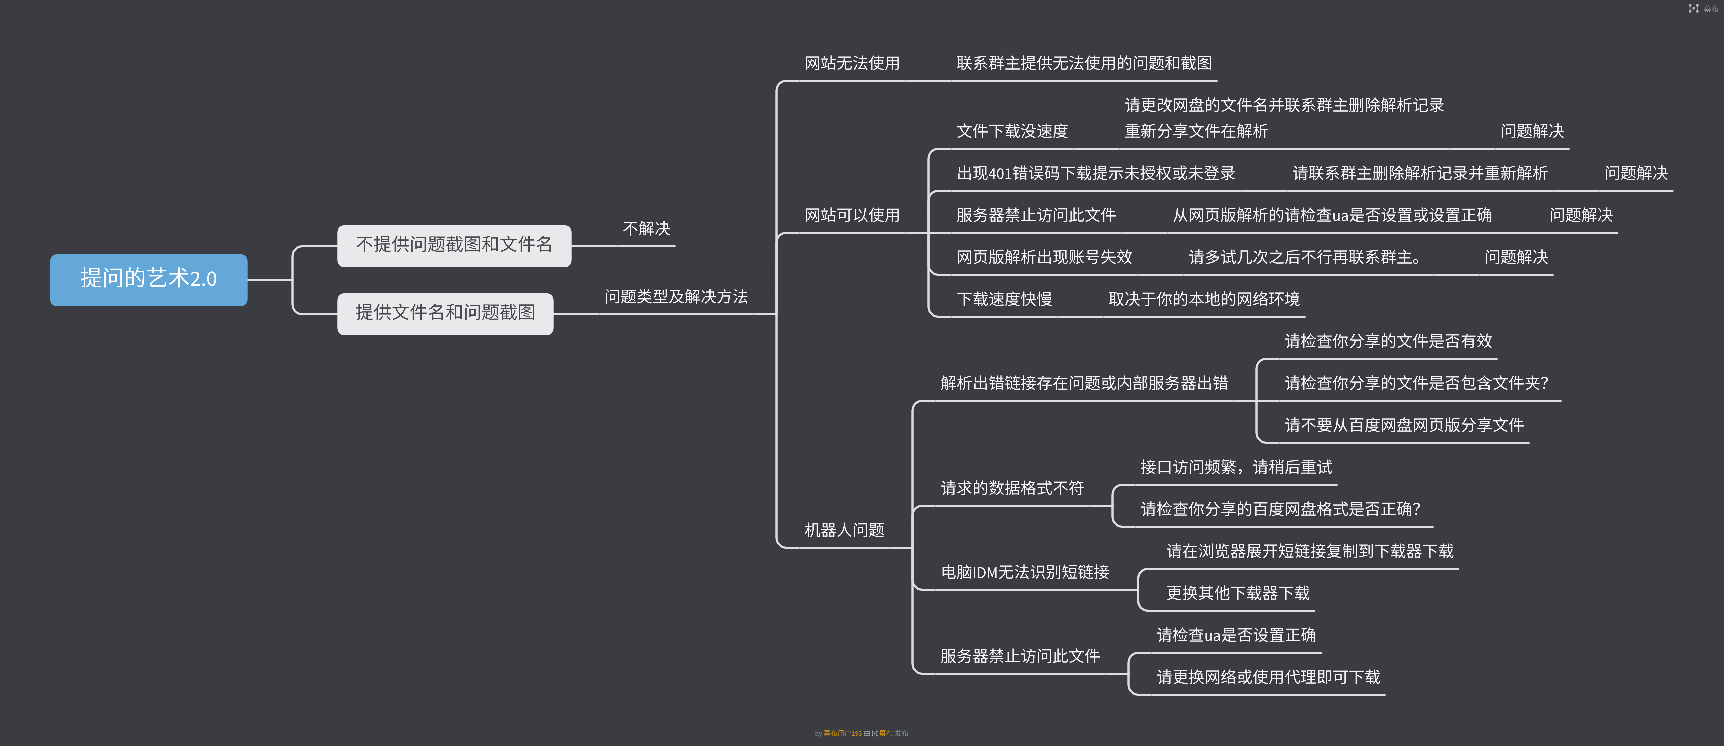 幕布
提问的艺术2.0
不提供问题截图和文件名
不解决
提供文件名和问题截图
问题类型及解决方法
网站无法使用
联系群主提供无法使用的问题和截图
网站可以使用
文件下载没速度
请更改网盘的文件名并联系群主删除解析记录
重新分享文件在解析
问题解决
出现401错误码下载提示未授权或未登录
请联系群主删除解析记录并重新解析
问题解决
服务器禁止访问此文件
从网页版解析的请检查ua是否设置或设置正确
问题解决
网页版解析出现账号失效
请多试几次之后不行再联系群主。
问题解决
下载速度快慢
取决于你的本地的网络环境
机器人问题
解析出错链接存在问题或内部服务器出错
请检查你分享的文件是否有效
请检查你分享的文件是否包含文件夹?
请不要从百度网盘网页版分享文件
请求的数据格式不符
接口访问频繁，请稍后重试
请检查你分享的百度网盘格式是否正确?
电脑IDM无法识别短链接
请在浏览器展开短链接复制到下载器下载
更换其他下载器下载
服务器禁止访问此文件
请检查ua是否设置正确
请更换网络或使用代理即可下载